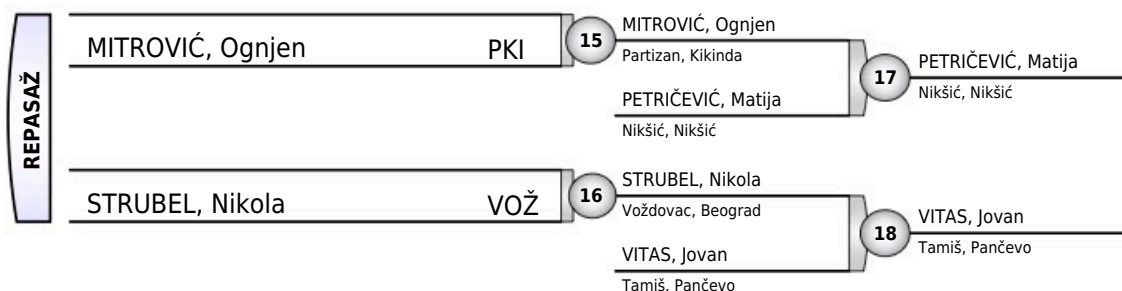 REPASAŽ
MITROVIĆ, Ognjen PKI
15
MITROVIĆ, Ognjen
Partizan, Kikinda
PETRIČEVIĆ, Matija
Nikšić, Nikšić
17
PETRIČEVIĆ, Matija
Nikšić, Nikšić
STRUBEL, Nikola VOŽ
16
STRUBEL, Nikola
Voždovac, Beograd
VITAS, Jovan
Tamiš, Pančevo
18
VITAS, Jovan
Tamiš, Pančevo